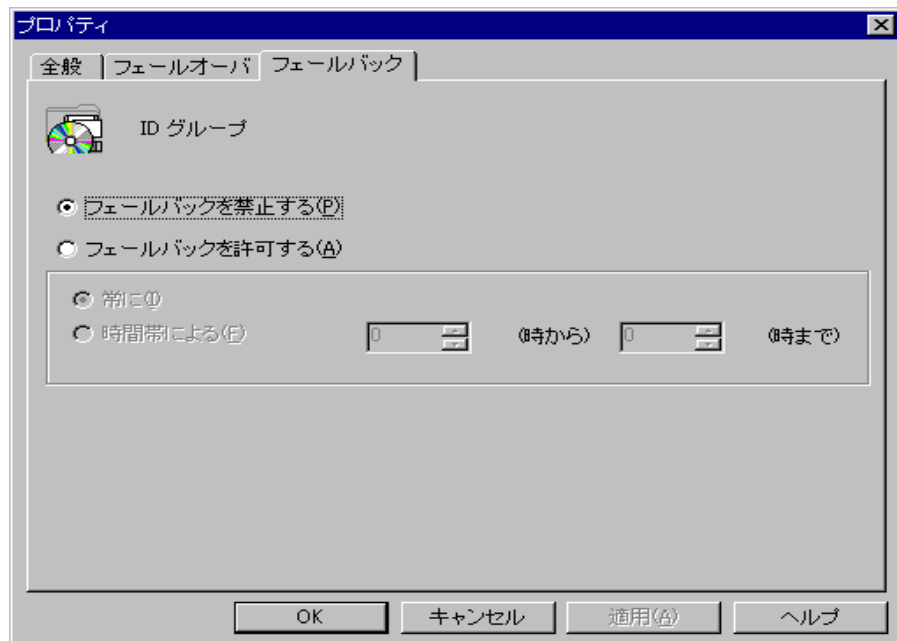 プロパティ
全般 フェールオーバ フェールバック
ID グループ
フェールバックを禁止する(P)
フェールバックを許可する(A)
常に(I)
時間帯による(F) 0 (時から) 0 (時まで)
OK キャンセル 適用(A) ヘルプ